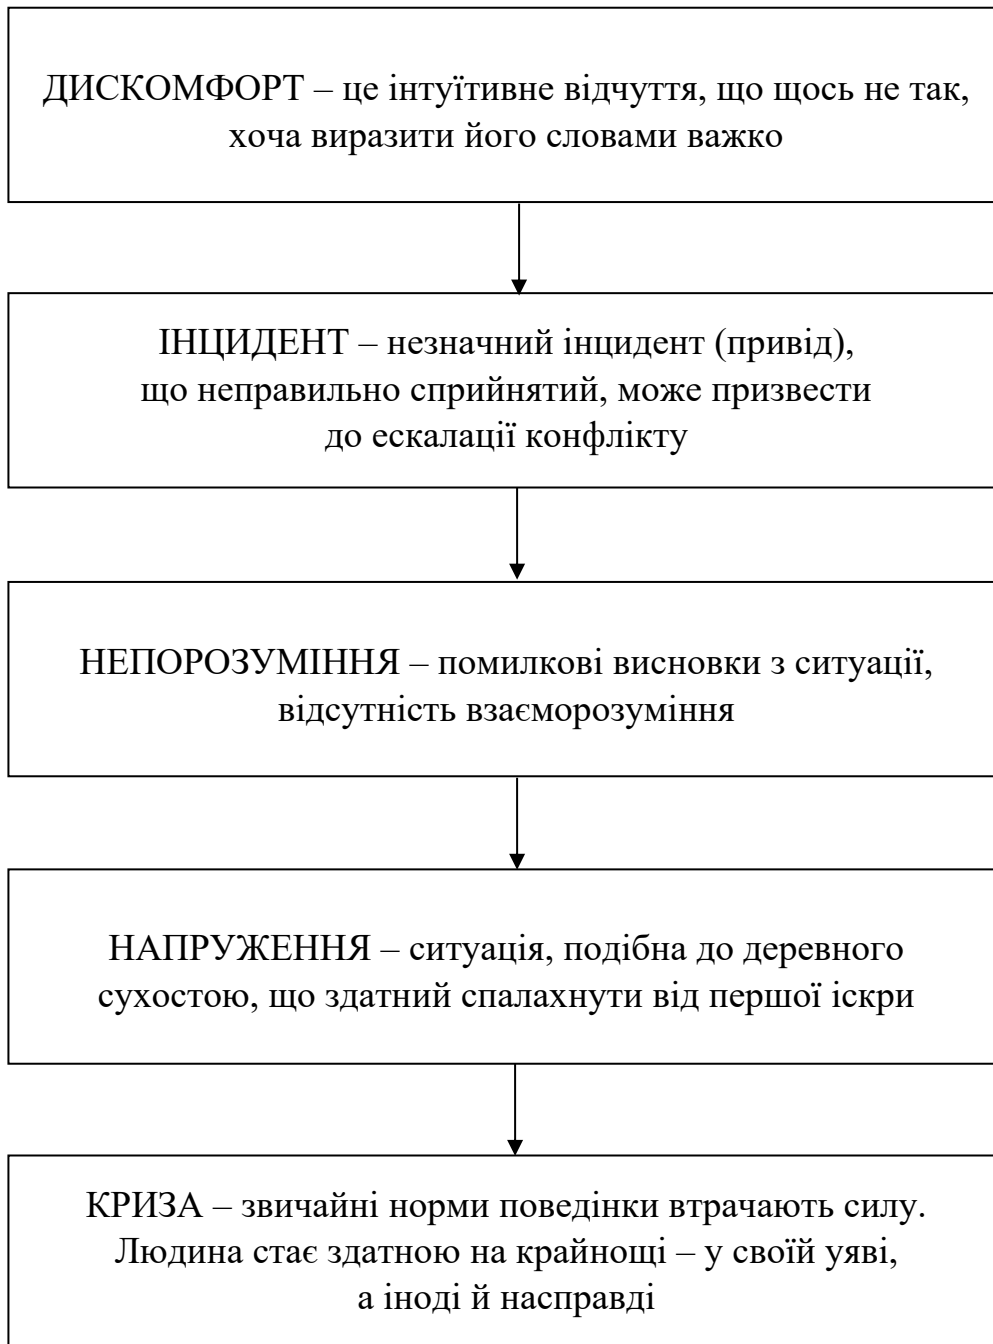 ДИСКОМФОРТ – це інтуїтивне відчуття, що щось не так,
хоча виразити його словами важко
ІНЦИДЕНТ – незначний інцидент (привід),
що неправильно сприйнятий, може призвести
до ескалації конфлікту
НЕПОРОЗУМІННЯ – помилкові висновки з ситуації,
відсутність взаєморозуміння
НАПРУЖЕННЯ – ситуація, подібна до деревного
сухостою, що здатний спалахнути від першої іскри
КРИЗА – звичайні норми поведінки втрачають силу.
Людина стає здатною на крайнощі – у своїй уяві,
а іноді й насправді